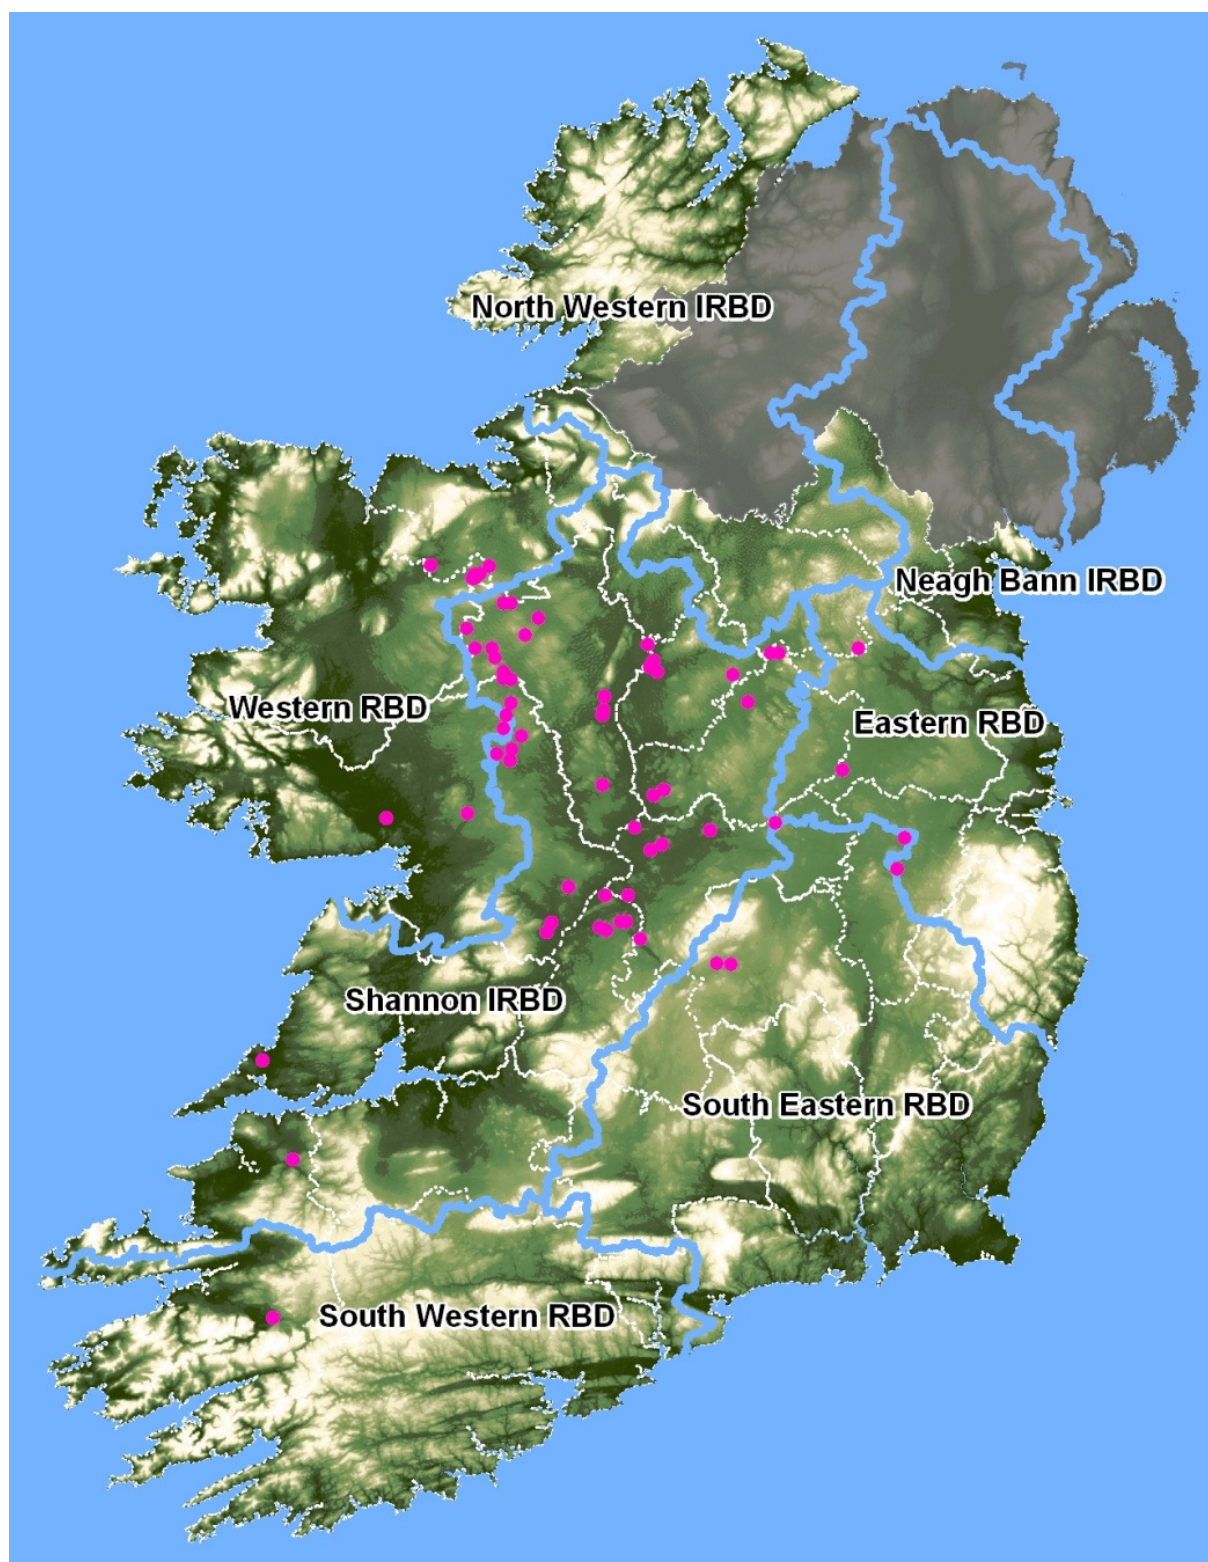 North Western IRBD
Neagh Bann IRBD
Western RBD
Eastern RBD
Shannon IRBD
South Eastern RBD
South Western RBD